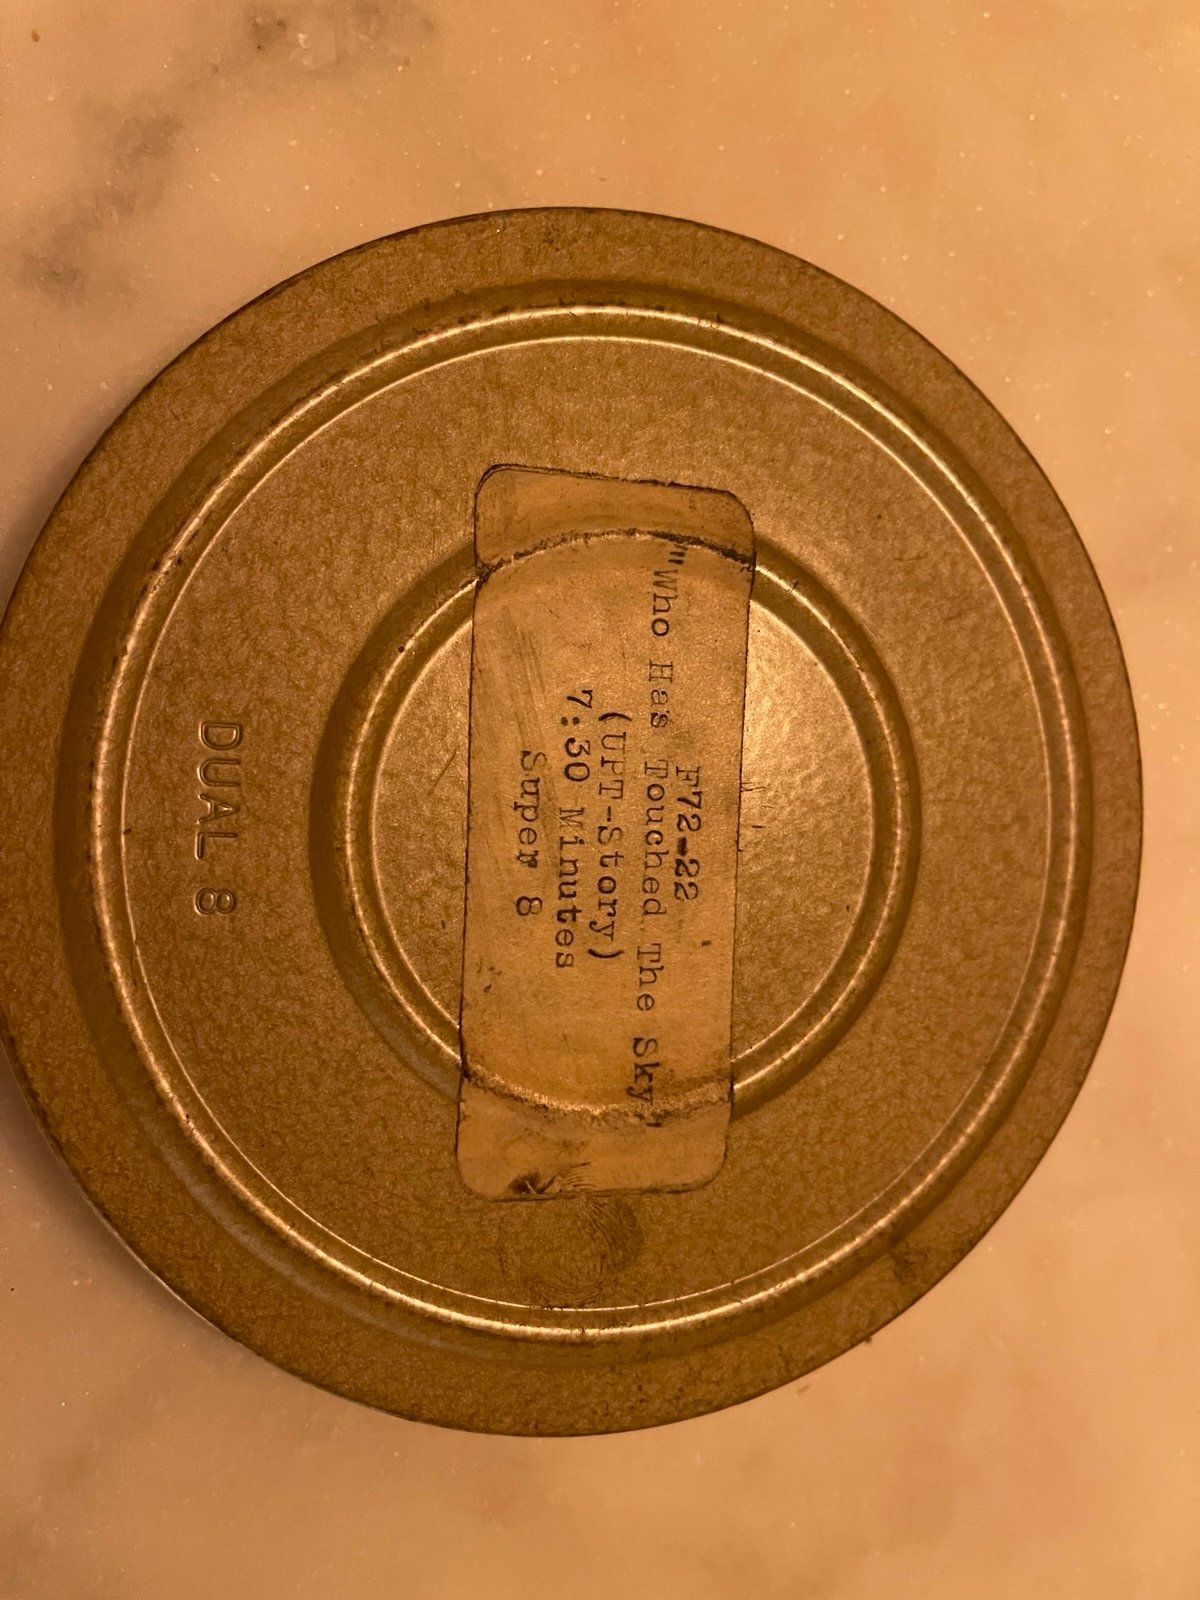 F72-22
"Who Has Touched The Sky"
(UPT-Story)
7:30 Minutes
Super 8
DUAL 8